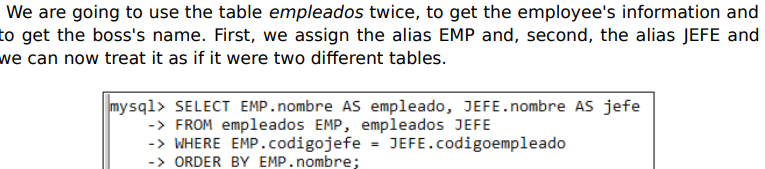 We are going to use the table empleados twice, to get the employee's information and
to get the boss's name. First, we assign the alias EMP and, second, the alias JEFE and
we can now treat it as if it were two different tables.
mysql> SELECT EMP.nombre AS empleado, JEFE.nombre AS jefe
-> FROM empleados EMP, empleados JEFE
-> WHERE EMP.codigojefe = JEFE.codigoempleado
-> ORDER BY EMP.nombre;